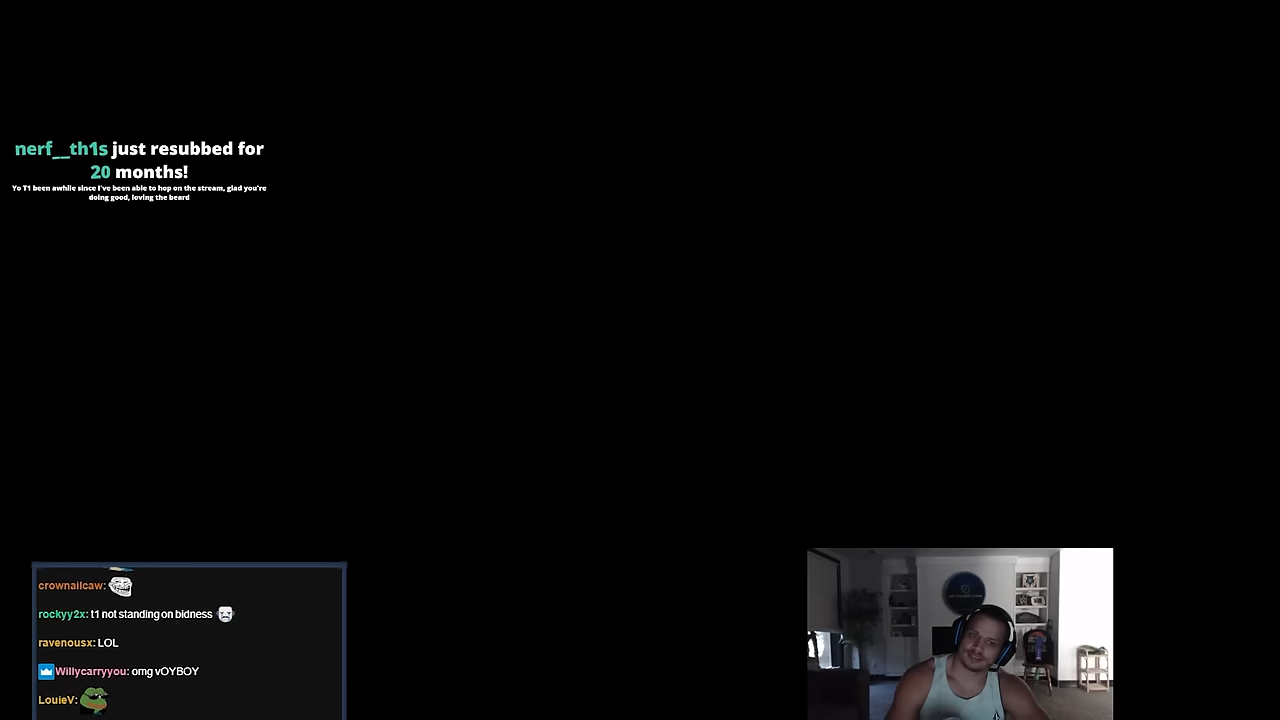 nerf__th1s just resubbed for
20 months!
Yo T1 been awhile since I've been able to hop on the stream, glad you're
doing good, loving the beard
crownailcaw:
rockyy2x: t1 not standing on bidness
ravenousx: LOL
Willycarryyou: omg vOYBOY
LouieV: